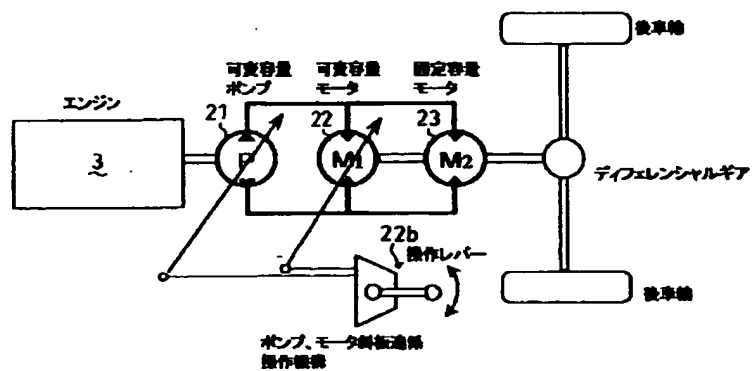 後車輪
可変容量
ポンプ
可変容量
モータ
固定容量
モータ
エンジン
21
22
23
3
P
M1
M2
ディフェレンシャルギア
22b
操作レバー
後車輪
ポンプ、モータ斜板連係
操作機構